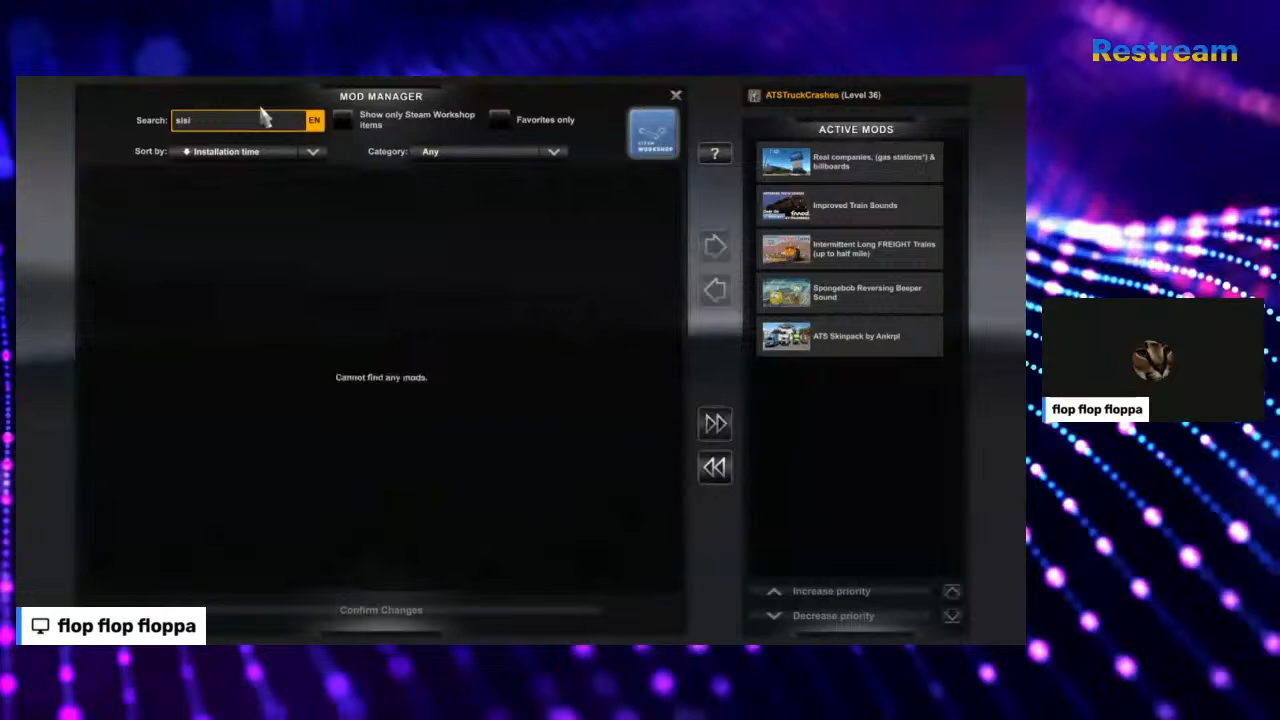 Restream
MOD MANAGER
Search: sisi EN
Show only Steam Workshop
items
Favorites only
STEAM
WORKSHOP
Sort by: Installation time
Category: Any
Cannot find any mods.
Confirm Changes
?
ATSTruckCrashes (Level 36)
ACTIVE MODS
Real companies, (gas stations*) &
billboards
Improved Train Sounds
Intermittent Long FREIGHT Trains
(up to half mile)
Spongebob Reversing Beeper
Sound
ATS Skinpack by Ankrpl
Increase priority
Decrease priority
flop flop floppa
flop flop floppa